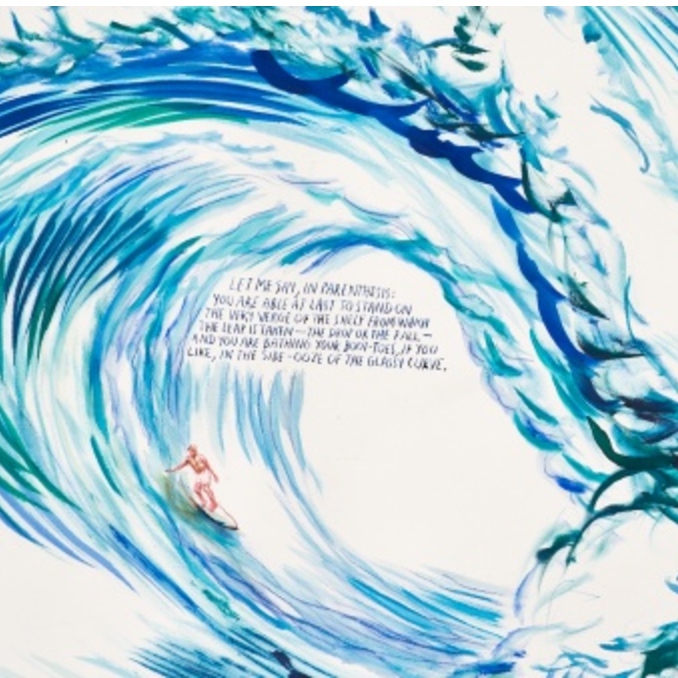 LET ME SAY, IN PARENTHESIS:
YOU ARE ABLE AT LAST TO STAND ON
THE VERY VERGE OF THE SHELF FROM WHICH
THE LEAP IS TAKEN — THE DROP OR THE FALL —
AND YOU ARE BATHING YOUR BOOT-TOES, IF YOU
LIKE, IN THE SIDE-OOZE OF THE GLASSY CURVE.